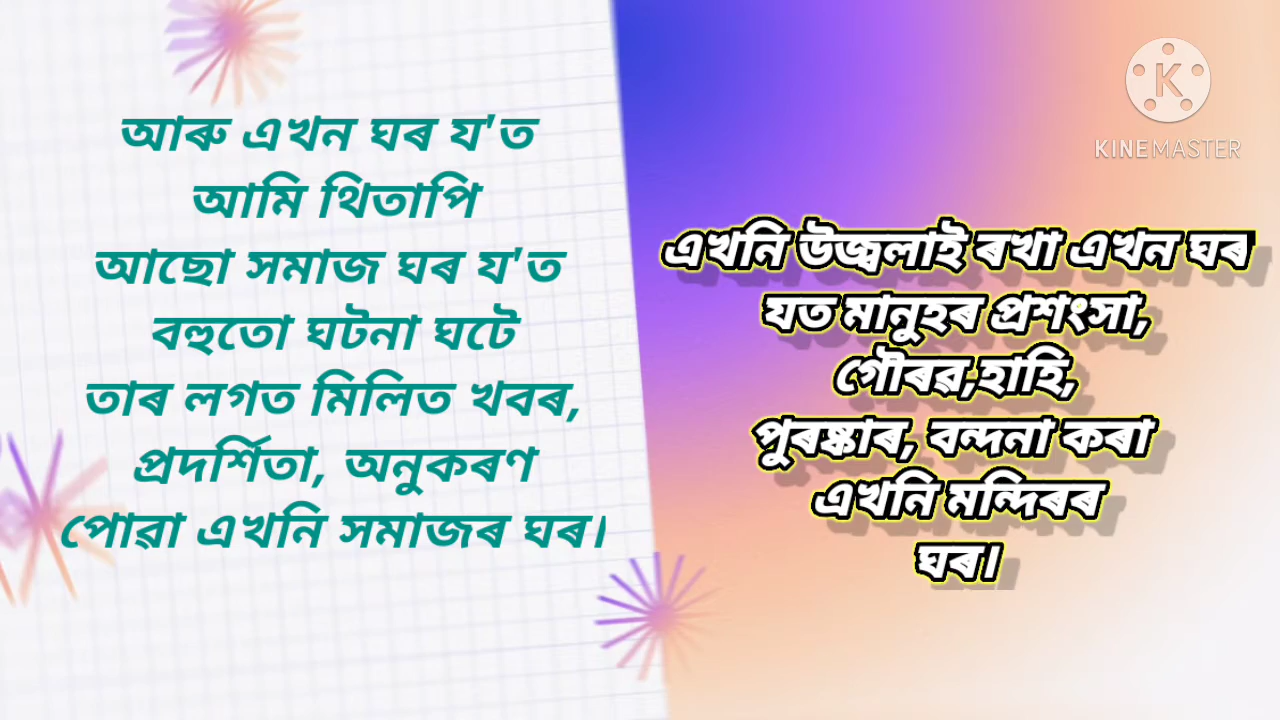 আৰু এখন ঘৰ য'ত
আমি থিতাপি
আছো সমাজ ঘৰ য'ত
বহুতো ঘটনা ঘটে
তাৰ লগত মিলিত খবৰ,
প্ৰদৰ্শিতা, অনুকৰণ
পোৱা এখনি সমাজৰ ঘৰ।
KINEMASTER
এখনি উজ্বলাই ৰখা এখন ঘৰ
যত মানুহৰ প্ৰশংসা,
গৌৰৱ,হাহি,
পুৰষ্কাৰ, বন্দনা কৰা
এখনি মন্দিৰৰ
ঘৰ।